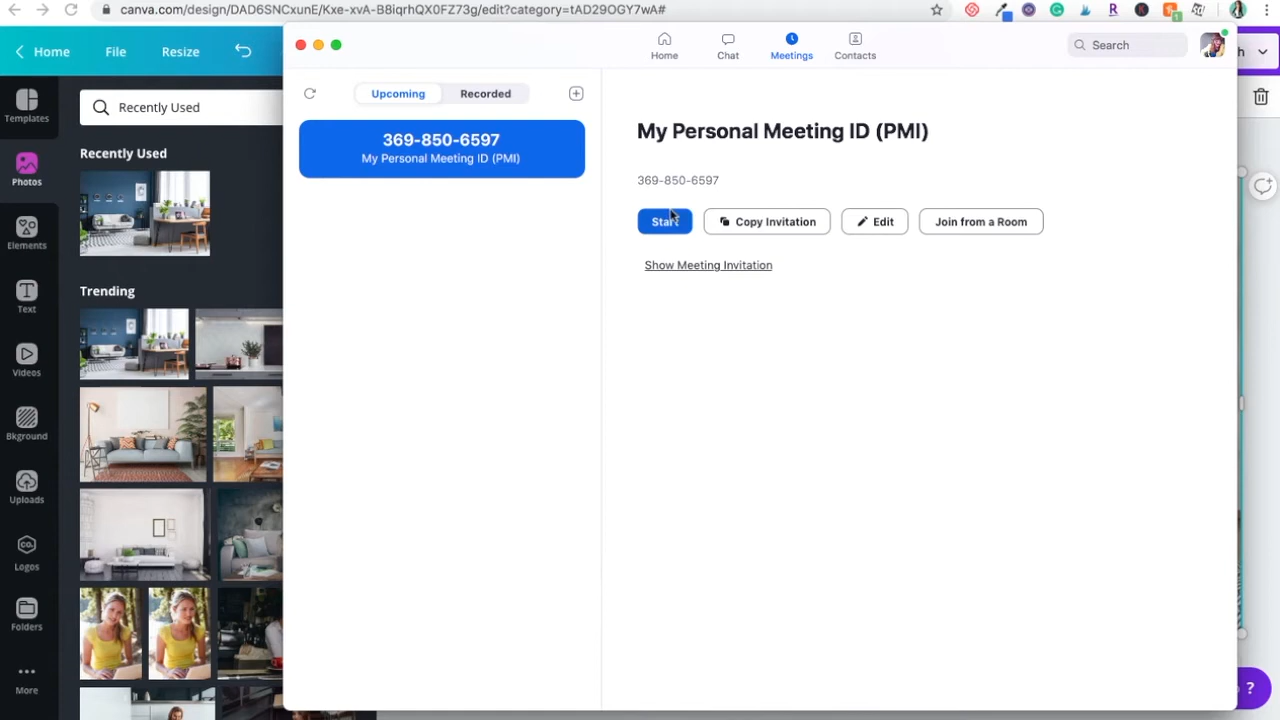 canva.com/design/DAD6SNCxunE/Kxe-xvA-B8iqrhQX0FZ73g/edit?category=tAD29OGY7wA#
Home
File
Resize
Home
Chat
Meetings
Contacts
Search
h
Templates
Photos
Elements
Text
Videos
Bkground
Uploads
CO.
Logos
Folders
More
Recently Used
Recently Used
Trending
Upcoming
Recorded
369-850-6597
My Personal Meeting ID (PMI)
My Personal Meeting ID (PMI)
369-850-6597
Start
Copy Invitation
Edit
Join from a Room
Show Meeting Invitation
?